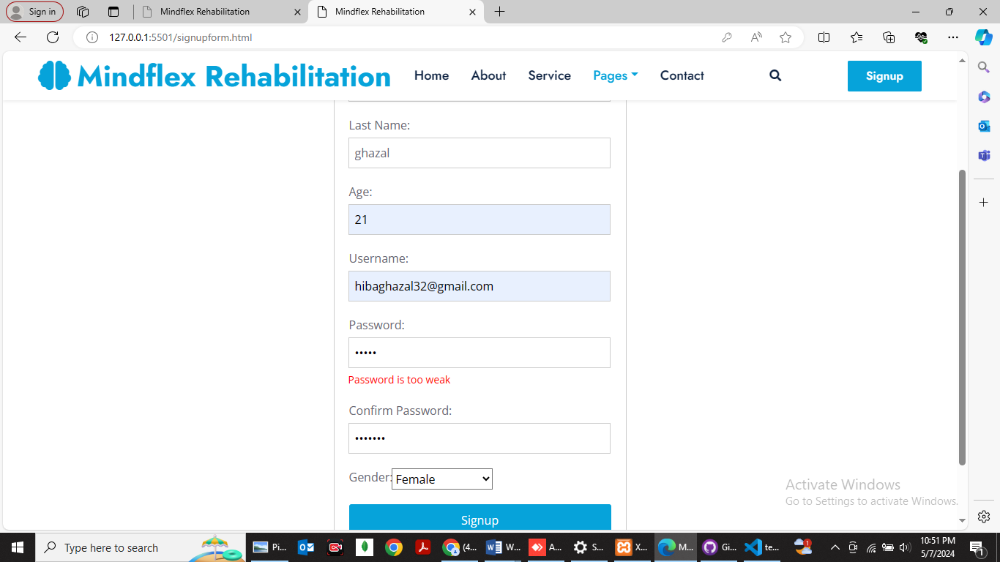 Sign in
Mindflex Rehabilitation
Mindflex Rehabilitation
127.0.0.1:5501/signupform.html
Mindflex Rehabilitation
Home
About
Service
Pages
Contact
Signup
Last Name:
ghazal
Age:
21
Username:
hibaghazal32@gmail.com
Password:
•••••
Password is too weak
Confirm Password:
•••••••
Gender:
Female
Signup
Activate Windows
Go to Settings to activate Windows.
Type here to search
Pi...
(4...
W...
A...
S...
X...
M...
Gi...
te...
1
10:51 PM
5/7/2024
1